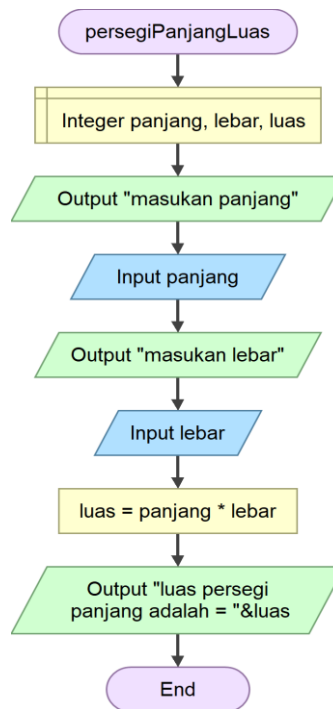 persegiPanjangLuas
Integer panjang, lebar, luas
Output "masukan panjang"
Input panjang
Output "masukan lebar"
Input lebar
luas = panjang * lebar
Output "luas persegi
panjang adalah = "&luas
End